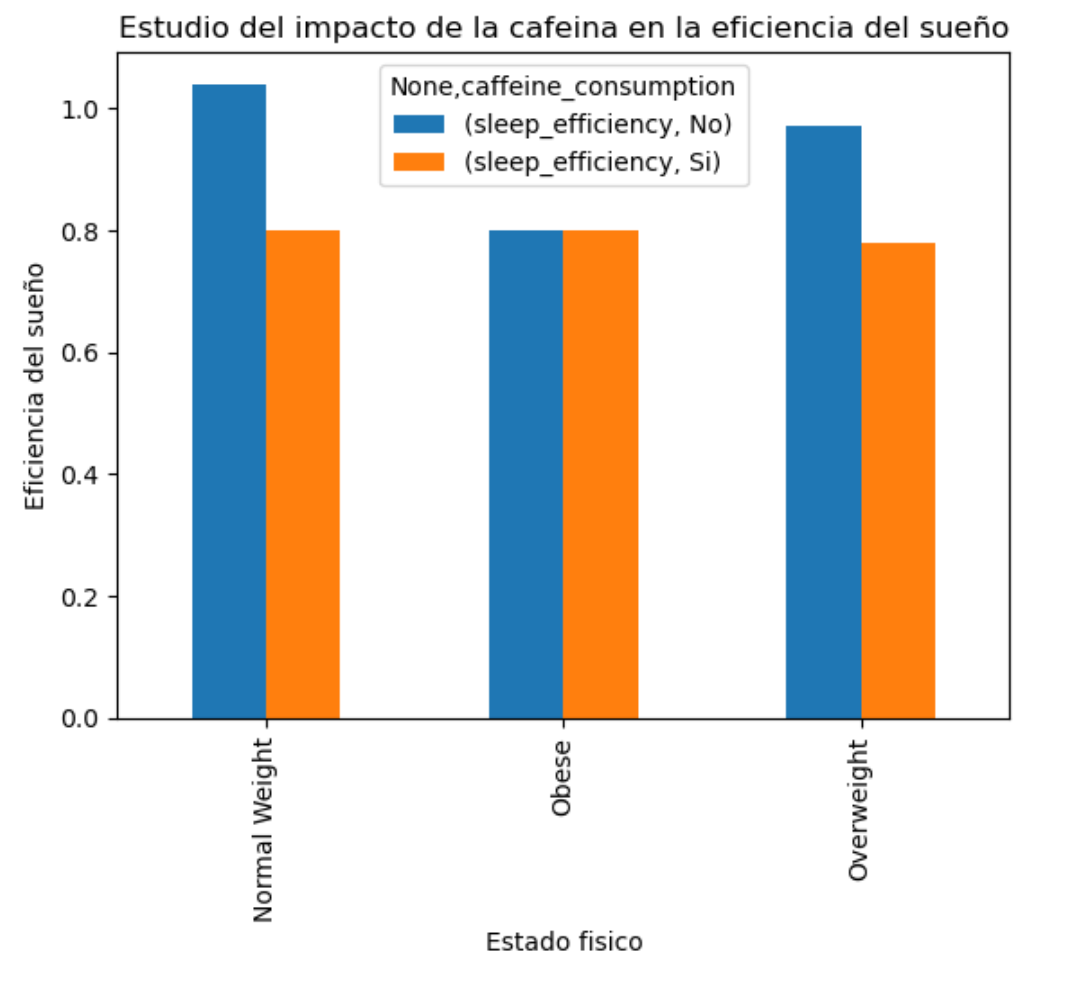 Estudio del impacto de la cafeina en la eficiencia del sueño
None,caffeine_consumption
(sleep_efficiency, No)
(sleep_efficiency, Si)
Eficiencia del sueño
1.0
0.8
0.6
0.4
0.2
0.0
Normal Weight
Obese
Overweight
Estado fisico